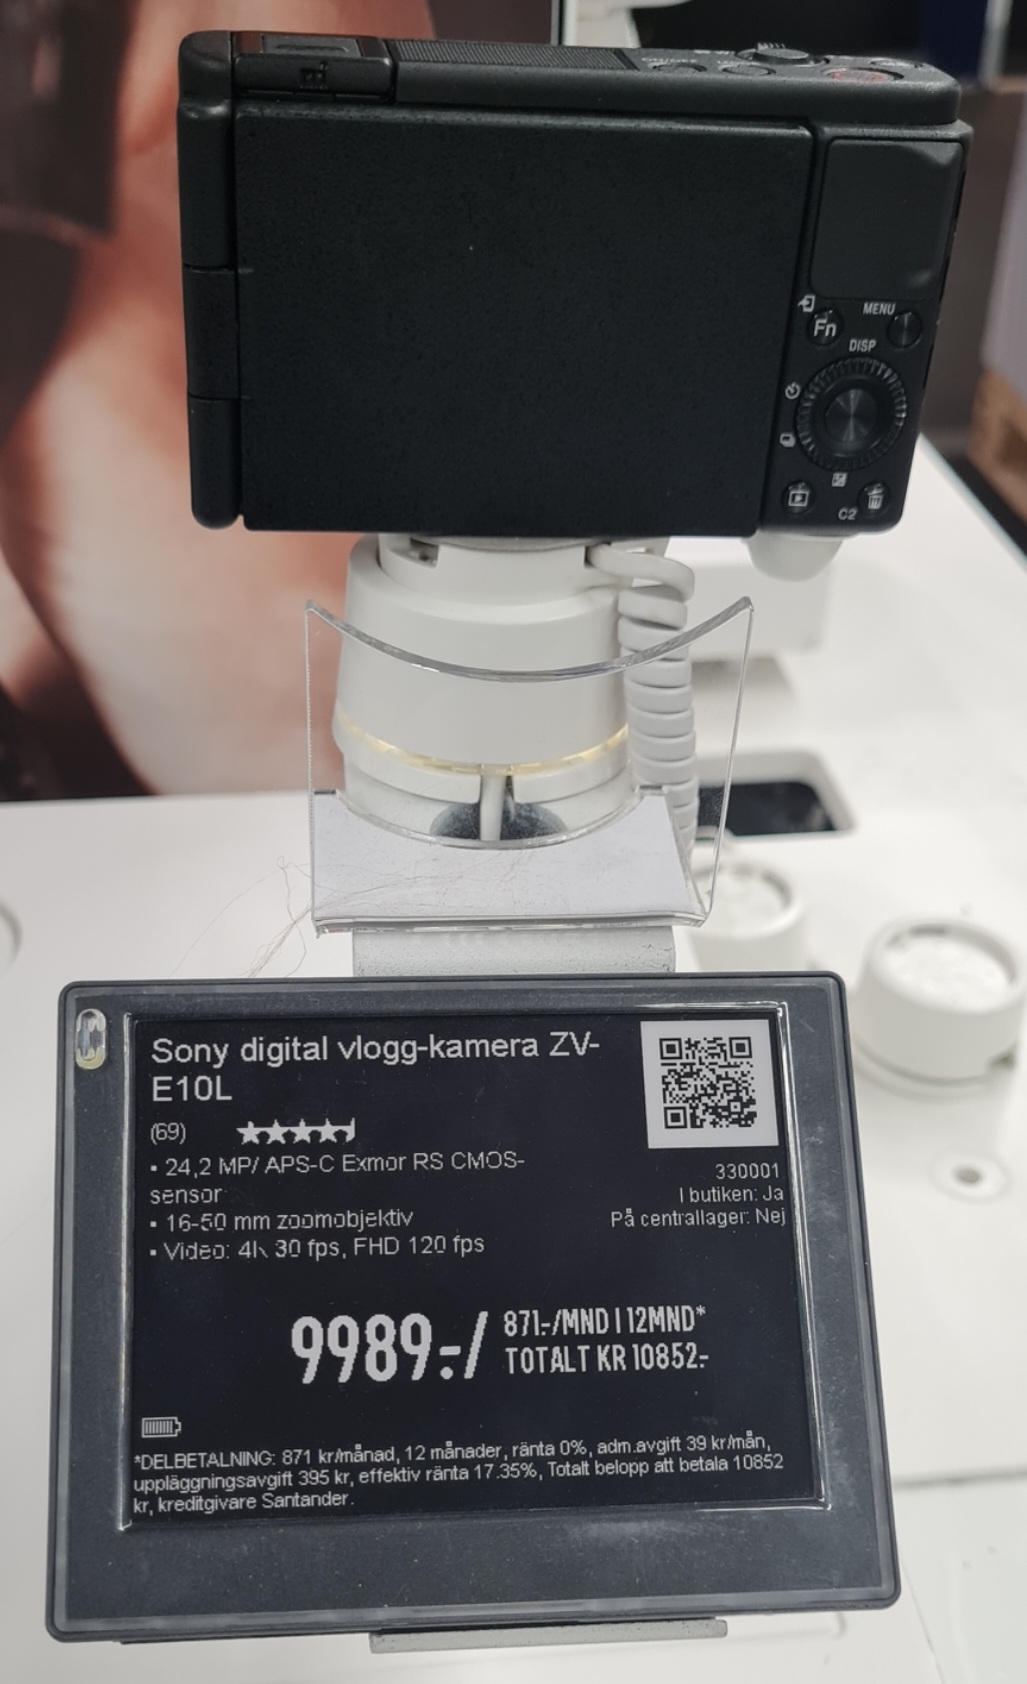 MENU
Fn
DISP
C2
Sony digital vlogg-kamera ZV-
E10L
(69)
• 24,2 MP/ APS-C Exmor RS CMOS-
sensor
• 16-50 mm zoomobjektiv
• Video: 4k 30 fps, FHD 120 fps
330001
I butiken: Ja
På centrallager: Nej
9989:-/
871:-/MND I 12MND*
TOTALT KR 10852:-
*DELBETALNING: 871 kr/månad, 12 månader, ränta 0%, adm.avgift 39 kr/mån,
uppläggningsavgift 395 kr, effektiv ränta 17.35%, Totalt belopp att betala 10852
kr, kreditgivare Santander.